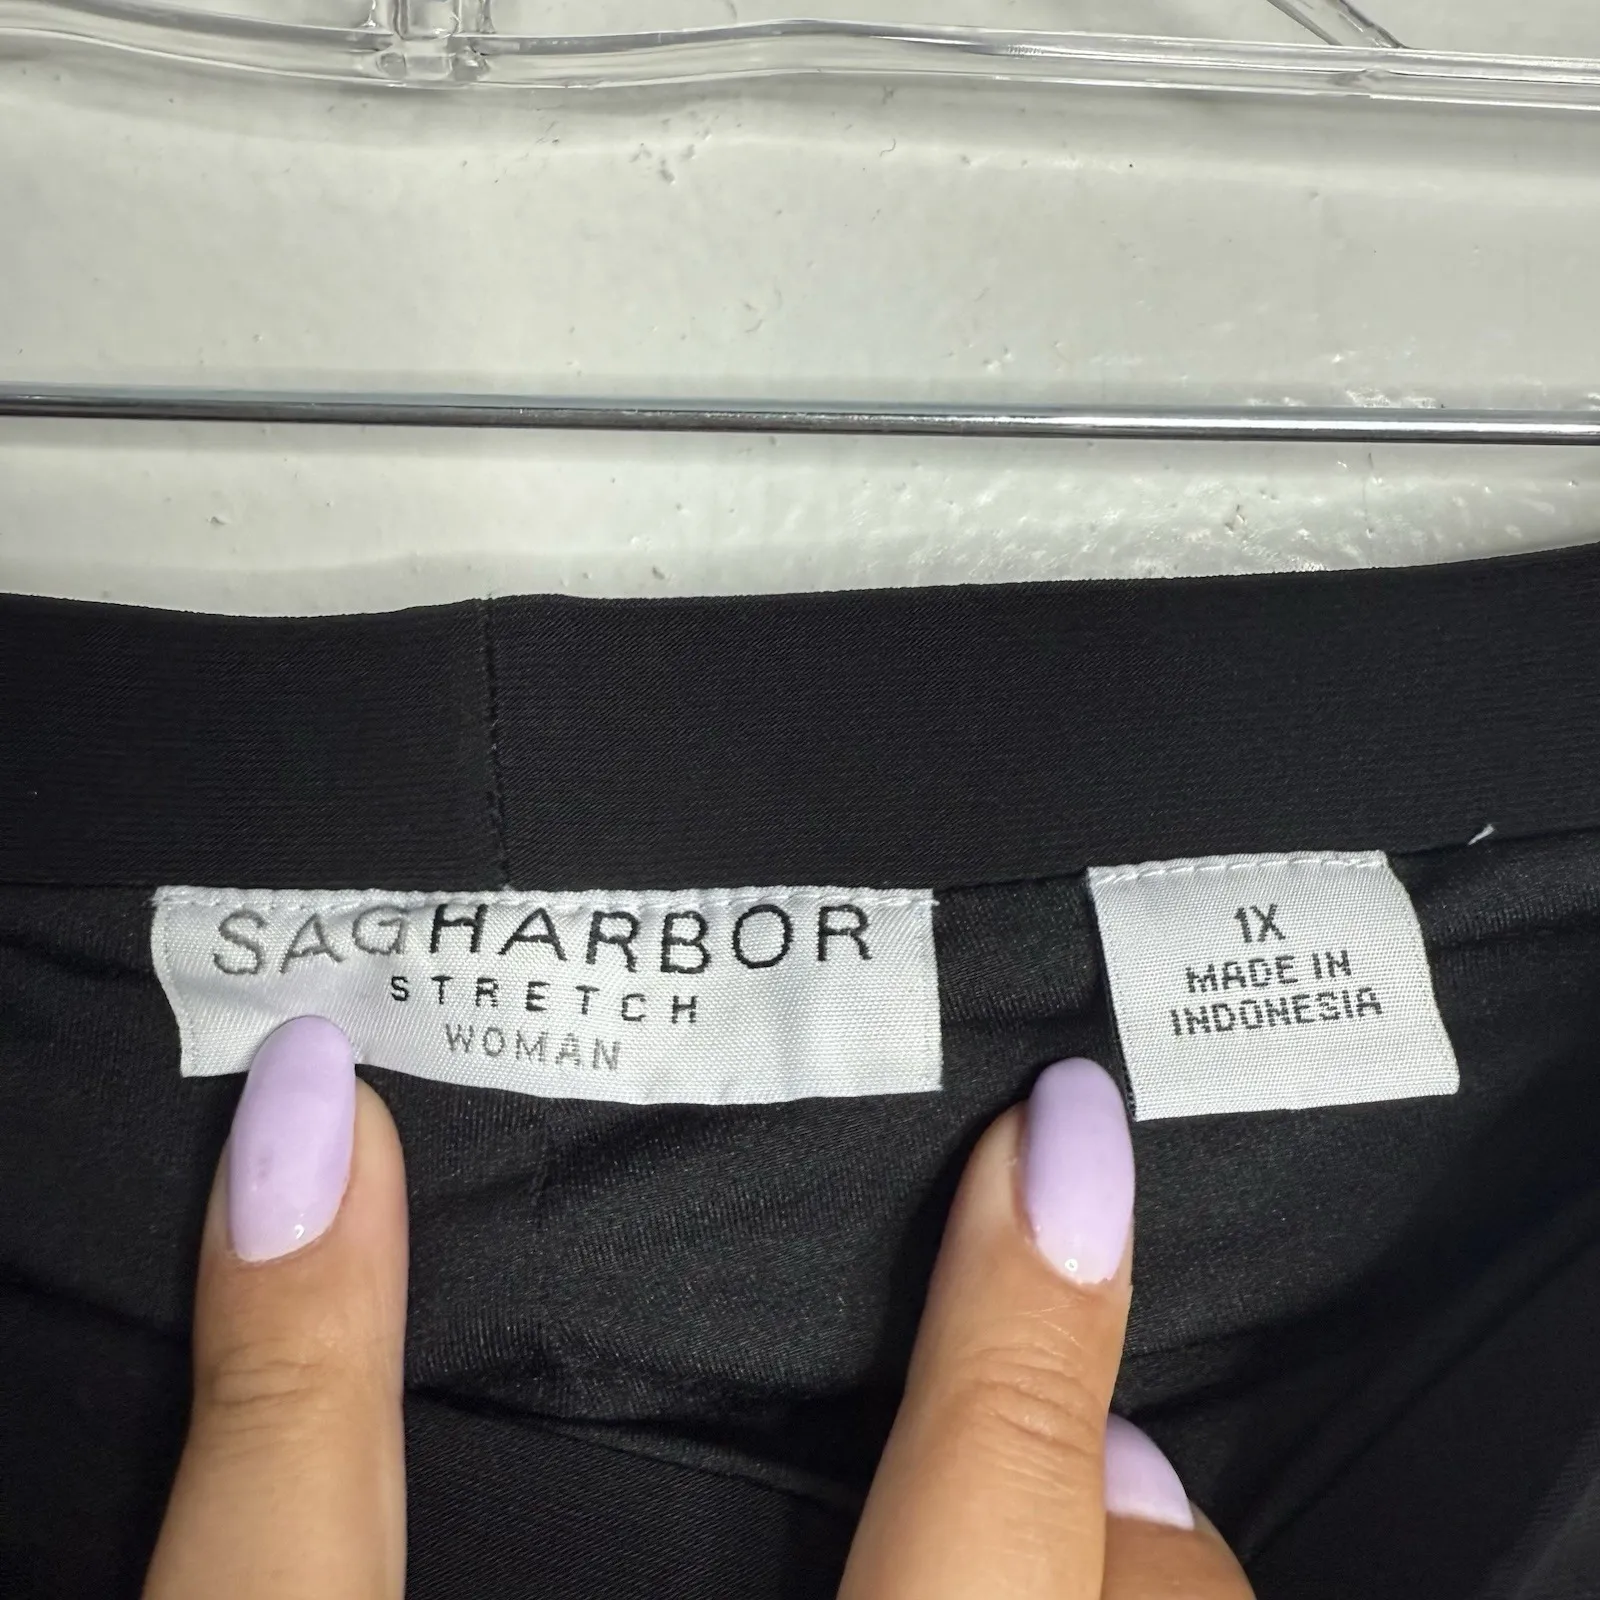 SAGHARBOR
STRETCH
WOMAN
1X
MADE IN
INDONESIA